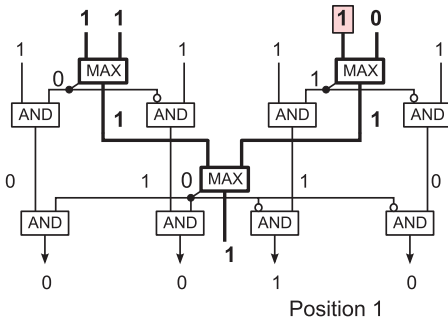 1 1 1 0
1 1 1 1
0 MAX 1 MAX
AND 1 AND AND 1 AND
0 1 0 MAX 1 0
AND AND AND AND
1
0 0 1 0
Position 1